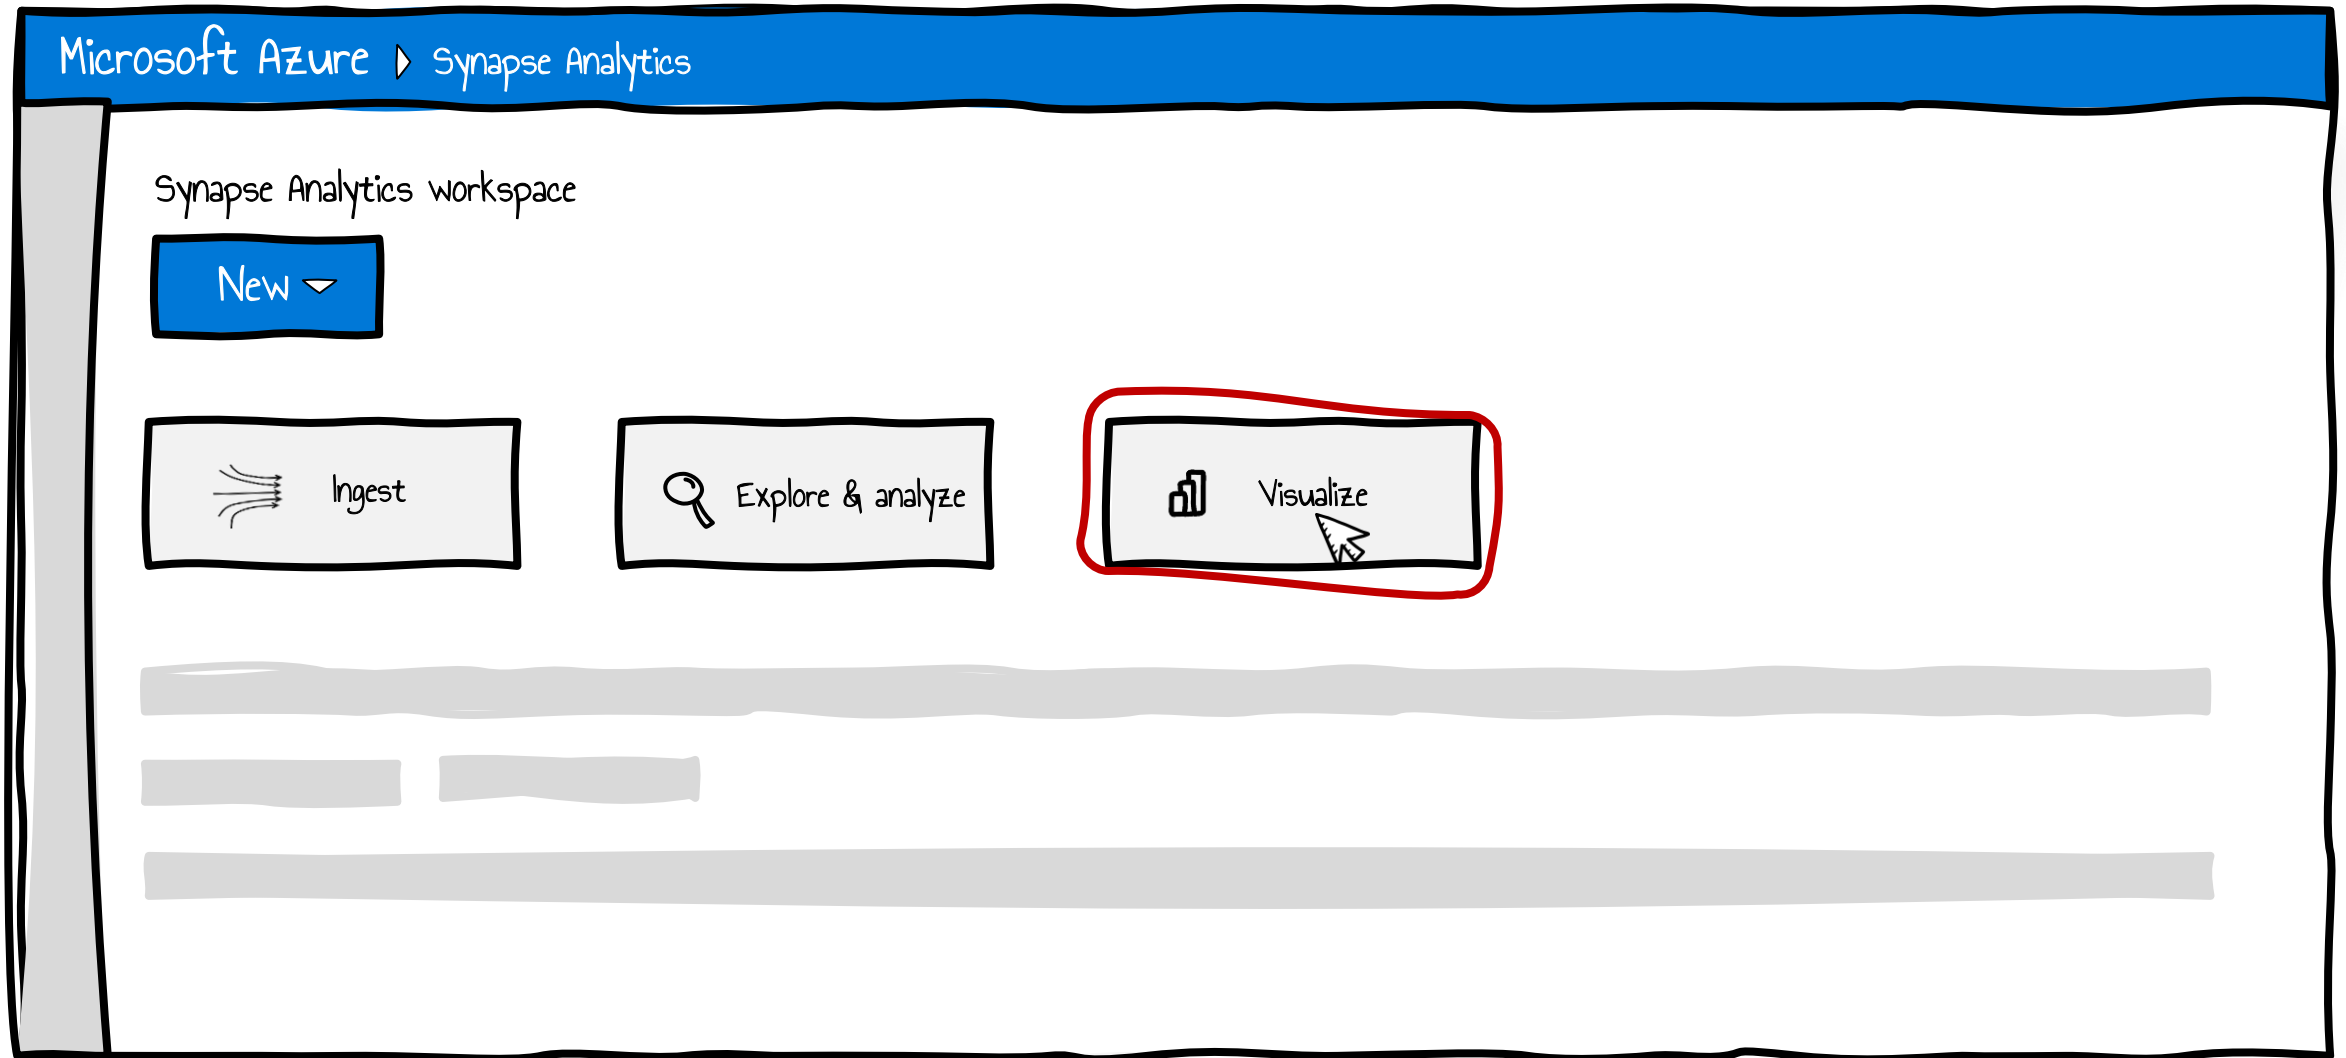 Microsoft Azure Synapse Analytics
Synapse Analytics workspace
New
Ingest
Explore & analyze
Visualize